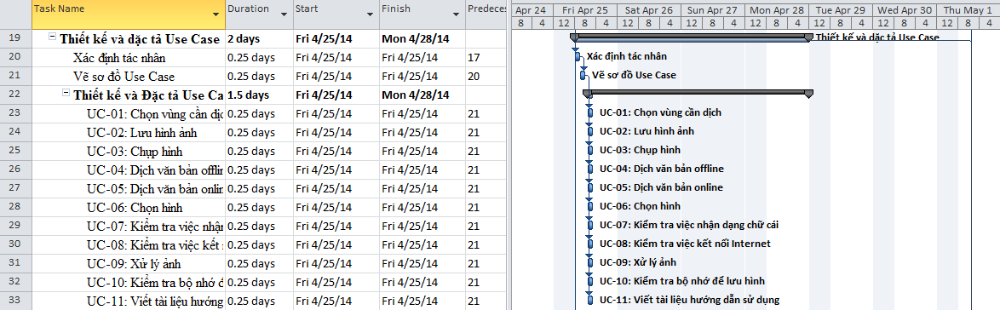 Task Name Duration Start Finish Predeces Apr 24 Fri Apr 25 Sat Apr 26 Sun Apr 27 Mon Apr 28 Tue Apr 29 Wed Apr 30 Thu May 1
8 4 12 8 4 12 8 4 12 8 4 12 8 4 12 8 4 12 8 4 12 8 4
19 Thiết kế và đặc tả Use Case 2 days Fri 4/25/14 Mon 4/28/14 Thiết kế và dặc tả Use Case
20 Xác định tác nhân 0.25 days Fri 4/25/14 Fri 4/25/14 17 Xác định tác nhân
21 Vẽ sơ đồ Use Case 0.25 days Fri 4/25/14 Fri 4/25/14 20 Vẽ sơ đồ Use Case
22 Thiết kế và Đặc tả Use Ca 1.5 days Fri 4/25/14 Mon 4/28/14
23 UC-01: Chọn vùng cần dịc 0.25 days Fri 4/25/14 Fri 4/25/14 21 UC-01: Chọn vùng cần dịch
24 UC-02: Lưu hình ảnh 0.25 days Fri 4/25/14 Fri 4/25/14 21 UC-02: Lưu hình ảnh
25 UC-03: Chụp hình 0.25 days Fri 4/25/14 Fri 4/25/14 21 UC-03: Chụp hình
26 UC-04: Dịch văn bản offlin 0.25 days Fri 4/25/14 Fri 4/25/14 21 UC-04: Dịch văn bản offline
27 UC-05: Dịch văn bản onlin 0.25 days Fri 4/25/14 Fri 4/25/14 21 UC-05: Dịch văn bản online
28 UC-06: Chọn hình 0.25 days Fri 4/25/14 Fri 4/25/14 21 UC-06: Chọn hình
29 UC-07: Kiểm tra việc nhận 0.25 days Fri 4/25/14 Fri 4/25/14 21 UC-07: Kiểm tra việc nhận dạng chữ cái
30 UC-08: Kiểm tra việc kết 0.25 days Fri 4/25/14 Fri 4/25/14 21 UC-08: Kiểm tra việc kết nối Internet
31 UC-09: Xử lý ảnh 0.25 days Fri 4/25/14 Fri 4/25/14 21 UC-09: Xử lý ảnh
32 UC-10: Kiểm tra bộ nhớ đ 0.25 days Fri 4/25/14 Fri 4/25/14 21 UC-10: Kiểm tra bộ nhớ để lưu hình
33 UC-11: Viết tài liệu hướng 0.25 days Fri 4/25/14 Fri 4/25/14 21 UC-11: Viết tài liệu hướng dẫn sử dụng